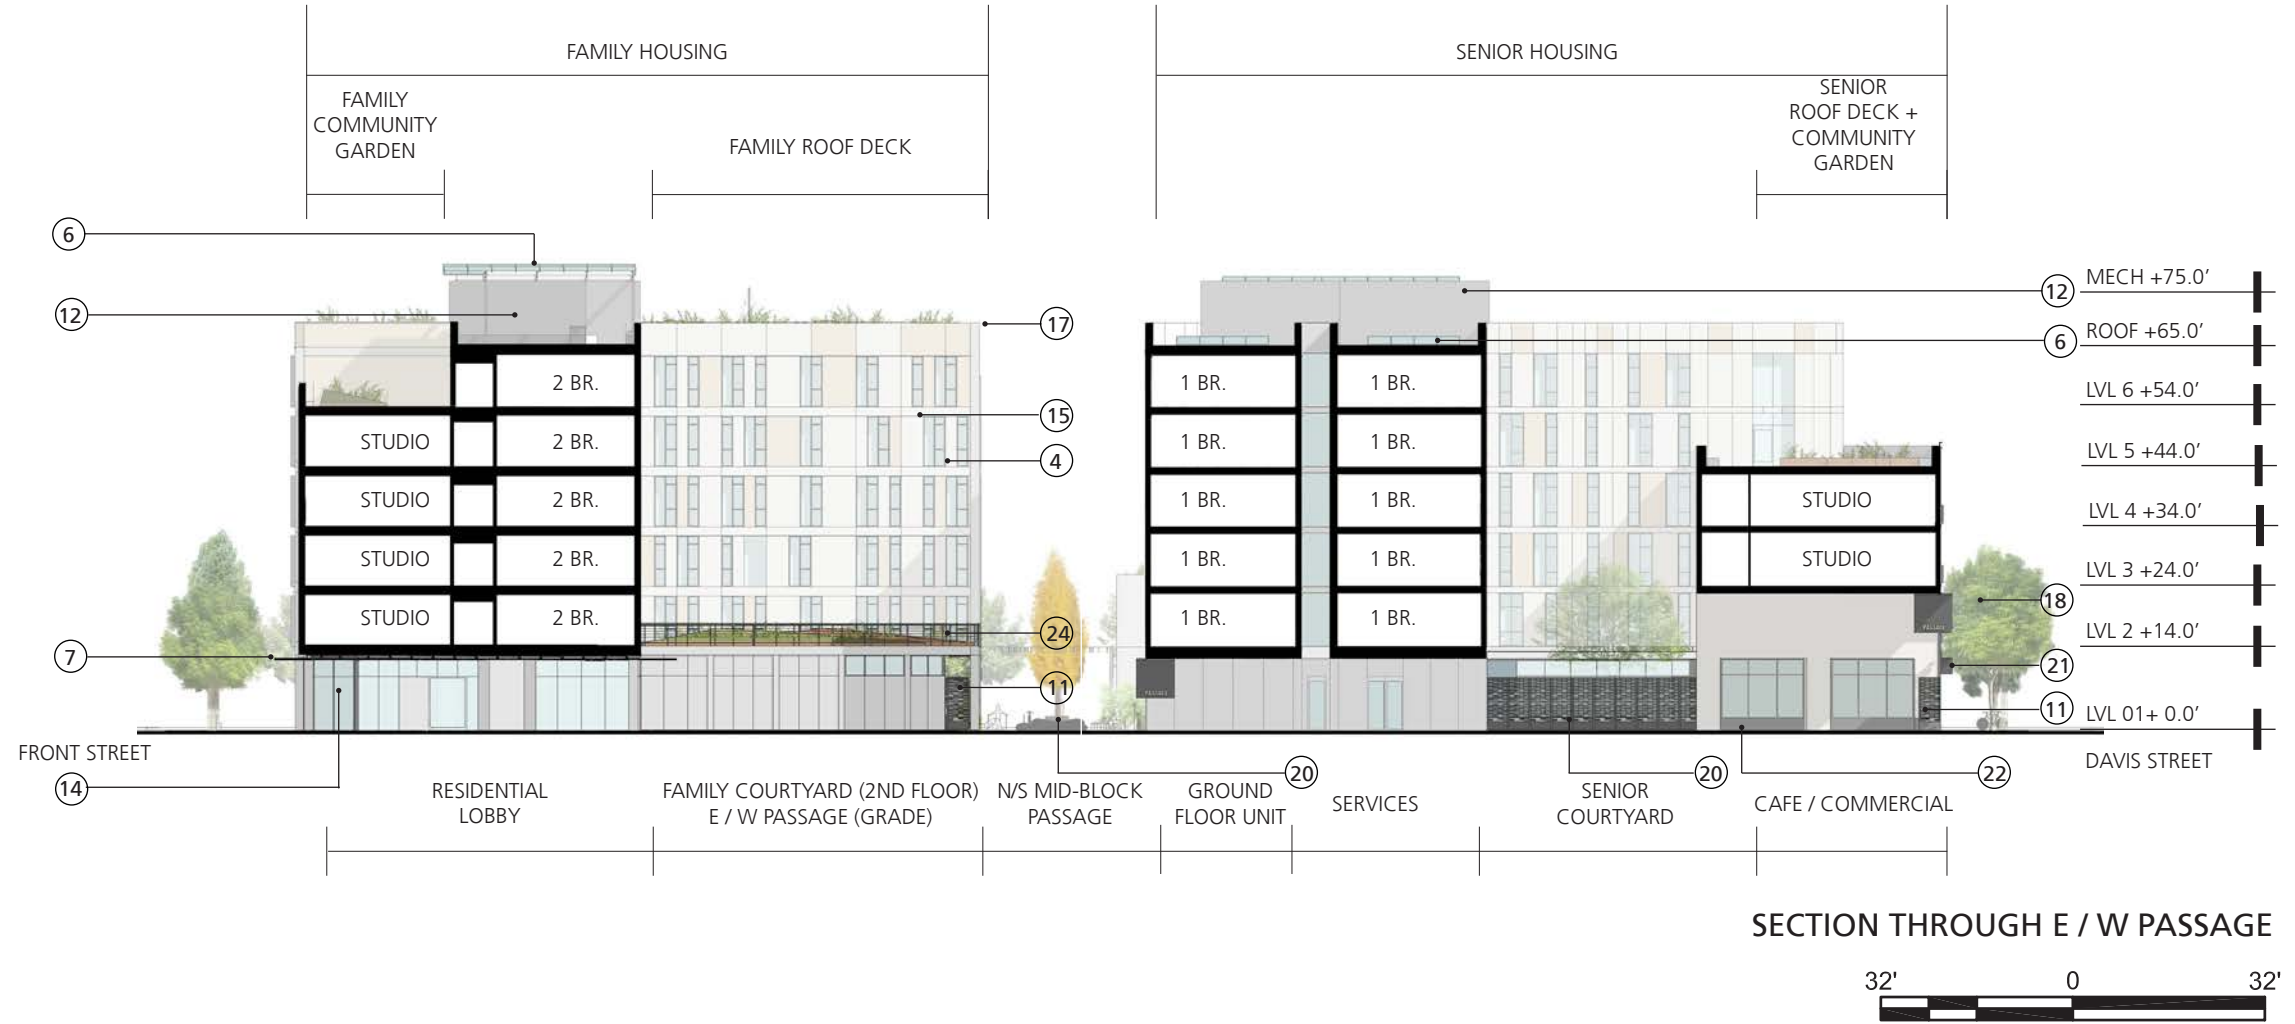 FAMILY HOUSING
SENIOR HOUSING
FAMILY
COMMUNITY
GARDEN
FAMILY ROOF DECK
SENIOR
ROOF DECK +
COMMUNITY
GARDEN
6
12
7
14
17
15
4
24
11
20
12
6
18
21
11
20
22
MECH +75.0’
ROOF +65.0’
LVL 6 +54.0’
LVL 5 +44.0’
LVL 4 +34.0’
LVL 3 +24.0’
LVL 2 +14.0’
LVL 01+ 0.0’
2 BR.
STUDIO
2 BR.
STUDIO
2 BR.
STUDIO
2 BR.
STUDIO
2 BR.
1 BR.
1 BR.
1 BR.
1 BR.
1 BR.
1 BR.
1 BR.
1 BR.
1 BR.
1 BR.
STUDIO
STUDIO
FRONT STREET
DAVIS STREET
RESIDENTIAL
LOBBY
FAMILY COURTYARD (2ND FLOOR)
E / W PASSAGE (GRADE)
N/S MID-BLOCK
PASSAGE
GROUND
FLOOR UNIT
SERVICES
SENIOR
COURTYARD
CAFE / COMMERCIAL
SECTION THROUGH E / W PASSAGE
32'
0
32'